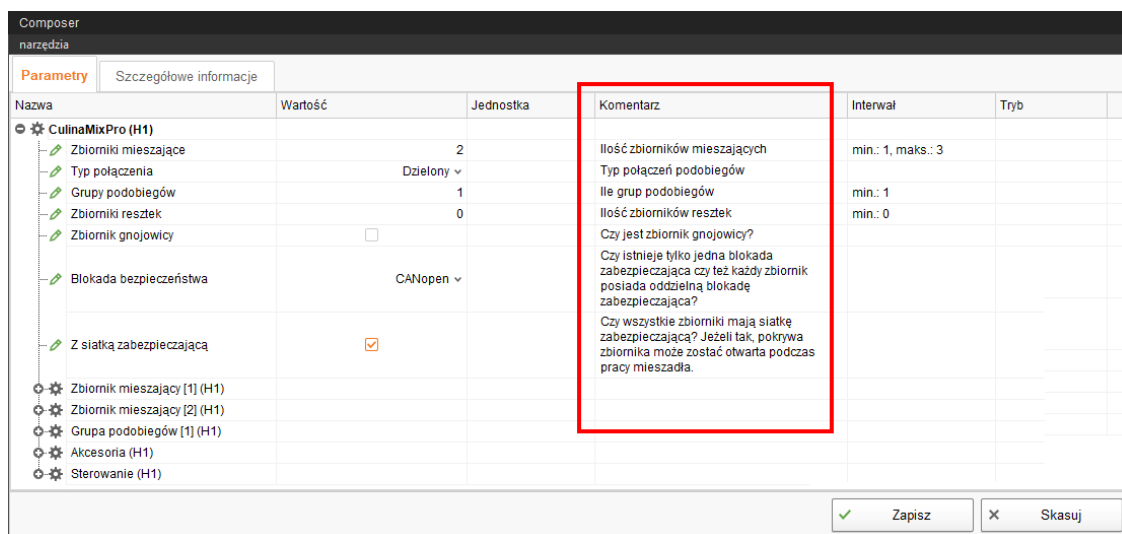 Composer
narzędzia
Parametry Szczegółowe informacje
Nazwa Wartość Jednostka Komentarz Interwał Tryb
CulinaMixPro (H1)
Zbiorniki mieszające 2 Ilość zbiorników mieszających min.: 1, maks.: 3
Typ połączenia Dzielony Typ połączeń podobiegów
Grupy podobiegów 1 Ile grup podobiegów min.: 1
Zbiorniki resztek 0 Ilość zbiorników resztek min.: 0
Zbiornik gnojowicy Czy jest zbiornik gnojowicy?
Blokada bezpieczeństwa CANopen Czy istnieje tylko jedna blokada
zabezpieczająca czy też każdy zbiornik
posiada oddzielną blokadę
zabezpieczająca?
Z siatką zabezpieczającą Czy wszystkie zbiorniki mają siatkę
zabezpieczającą? Jeżeli tak, pokrywa
zbiornika może zostać otwarta podczas
pracy mieszadła.
Zbiornik mieszający [1] (H1)
Zbiornik mieszający [2] (H1)
Grupa podobiegów [1] (H1)
Akcesoria (H1)
Sterowanie (H1)
Zapisz Skasuj